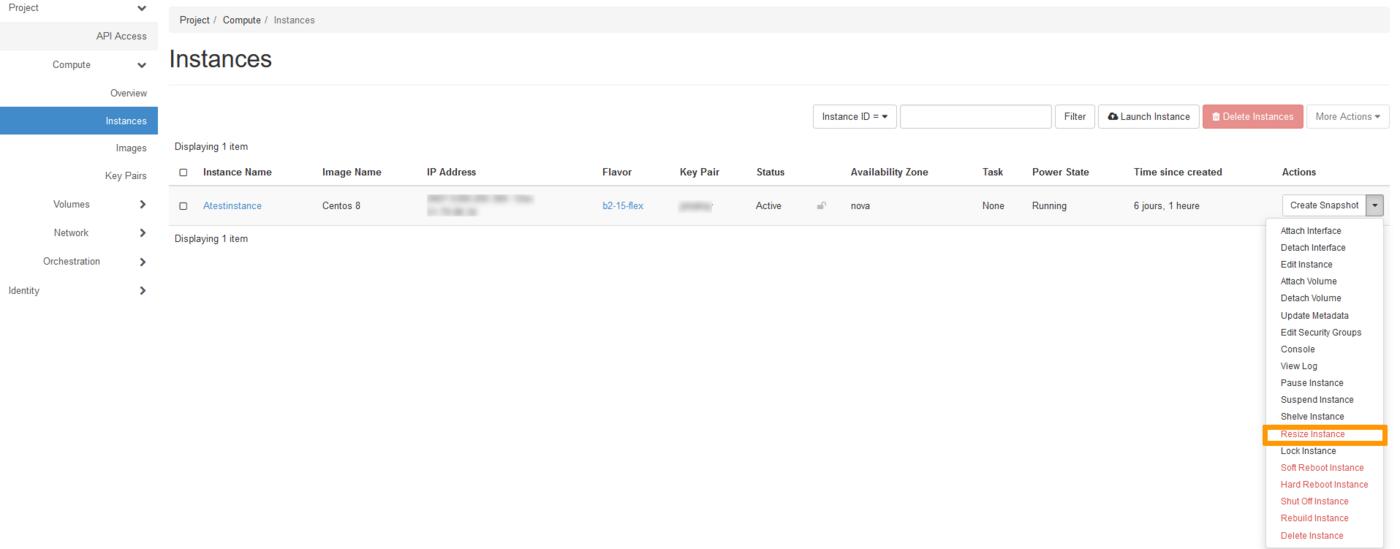 Project
API Access
Compute
Overview
Instances
Images
Key Pairs
Volumes
Network
Orchestration
Identity
Project / Compute / Instances
Instances
Instance ID = Filter Launch Instance Delete Instances More Actions
Displaying 1 item
Instance Name Image Name IP Address Flavor Key Pair Status Availability Zone Task Power State Time since created Actions
Atestinstance Centos 8 b2-15-flex Active nova None Running 6 jours, 1 heure Create Snapshot
Displaying 1 item
Attach Interface
Detach Interface
Edit Instance
Attach Volume
Detach Volume
Update Metadata
Edit Security Groups
Console
View Log
Pause Instance
Suspend Instance
Shelve Instance
Resize Instance
Lock Instance
Soft Reboot Instance
Hard Reboot Instance
Shut Off Instance
Rebuild Instance
Delete Instance